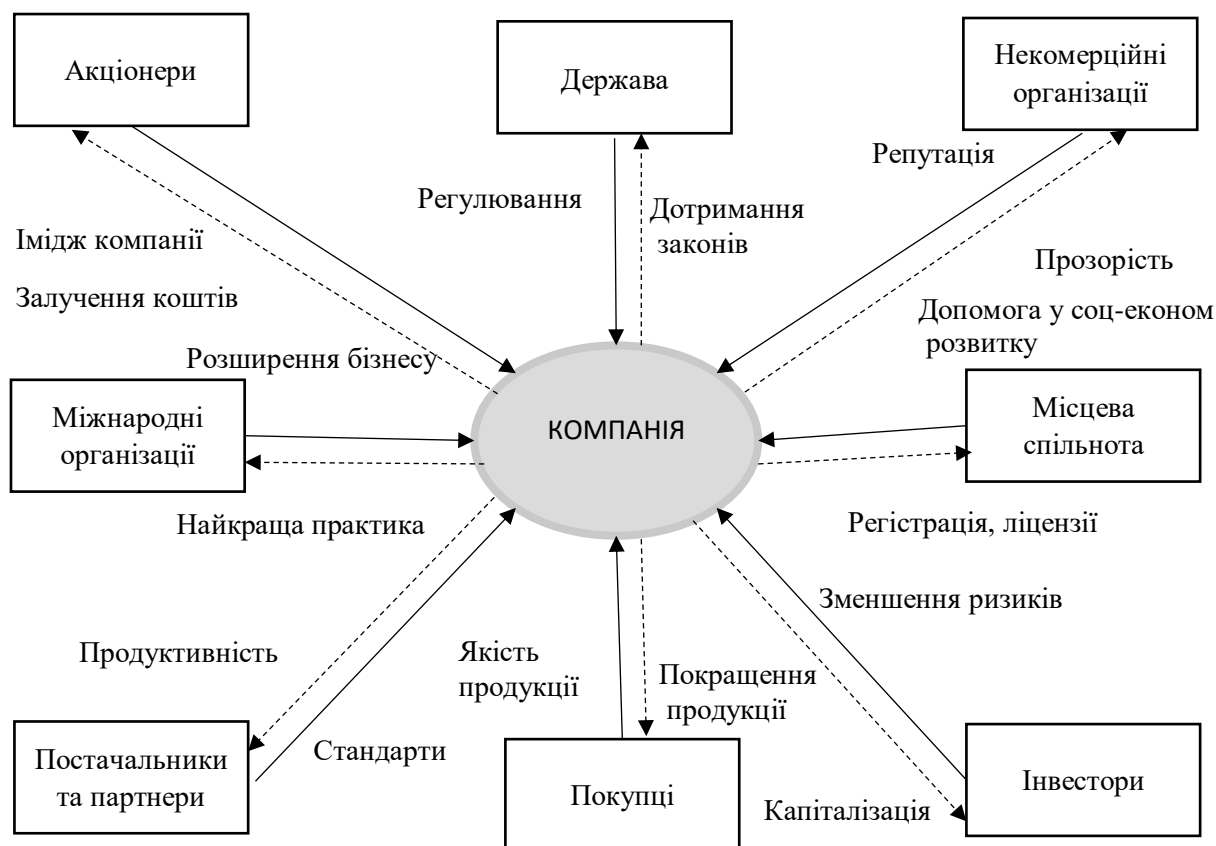 Акціонери
Держава
Некомерційні
організації
Репутація
Регулювання
Дотримання
законів
Імідж компанії
Прозорість
Залучення коштів
Допомога у соц-економ
розвитку
Розширення бізнесу
Міжнародні
організації
КОМПАНІЯ
Місцева
спільнота
Найкраща практика
Регістрація, ліцензії
Зменшення ризиків
Продуктивність
Якість
продукції
Покращення
продукції
Постачальники
та партнери
Стандарти
Покупці
Капіталізація
Інвестори